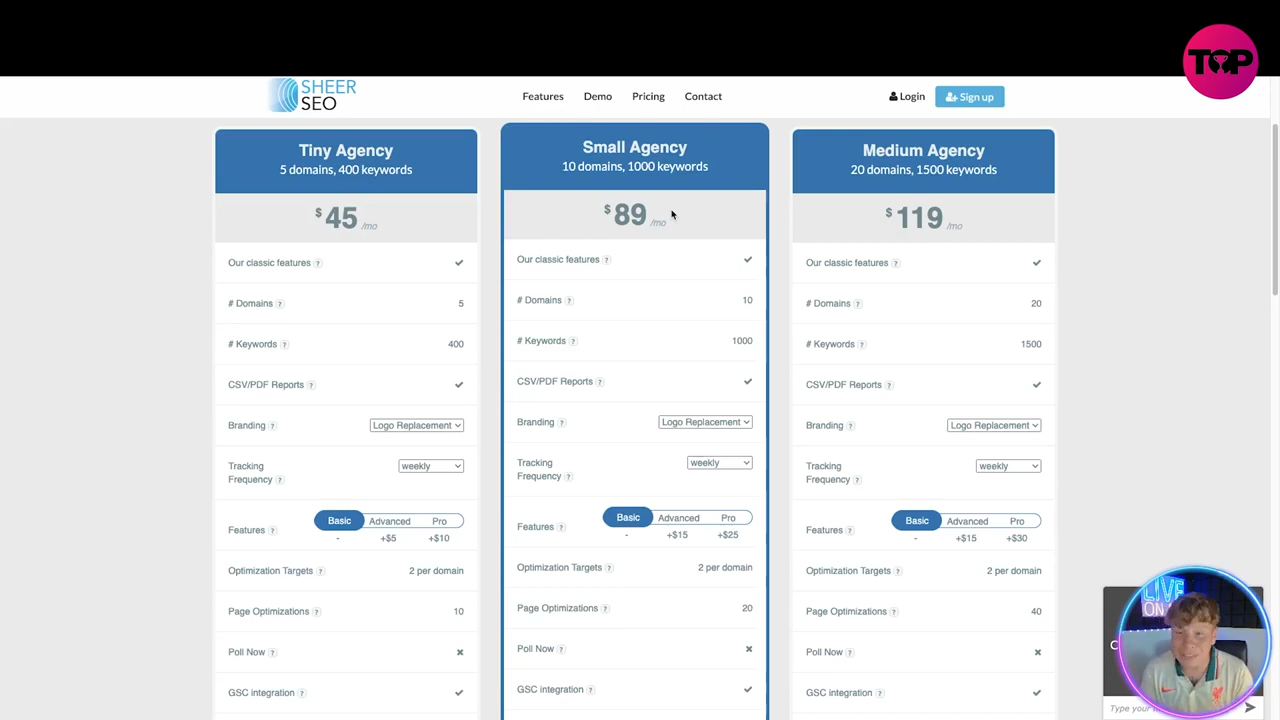 TOP
SHEER
SEO
Features Demo Pricing Contact Login Sign up
Tiny Agency
5 domains, 400 keywords
$ 45 /mo
Our classic features ?
# Domains ? 5
# Keywords ? 400
CSV/PDF Reports ?
Branding ? Logo Replacement
Tracking
Frequency ? weekly
Features ? Basic Advanced Pro
- +$5 +$10
Optimization Targets ? 2 per domain
Page Optimizations ? 10
Poll Now ?
GSC integration ?
Small Agency
10 domains, 1000 keywords
$ 89 /mo
Our classic features ?
# Domains ? 10
# Keywords ? 1000
CSV/PDF Reports ?
Branding ? Logo Replacement
Tracking
Frequency ? weekly
Features ? Basic Advanced Pro
- +$15 +$25
Optimization Targets ? 2 per domain
Page Optimizations ? 20
Poll Now ?
GSC integration ?
Medium Agency
20 domains, 1500 keywords
$ 119 /mo
Our classic features ?
# Domains ? 20
# Keywords ? 1500
CSV/PDF Reports ?
Branding ? Logo Replacement
Tracking
Frequency ? weekly
Features ? Basic Advanced Pro
- +$15 +$30
Optimization Targets ? 2 per domain
Page Optimizations ? 40
Poll Now ?
GSC integration ?
LIVE
ON
Type your